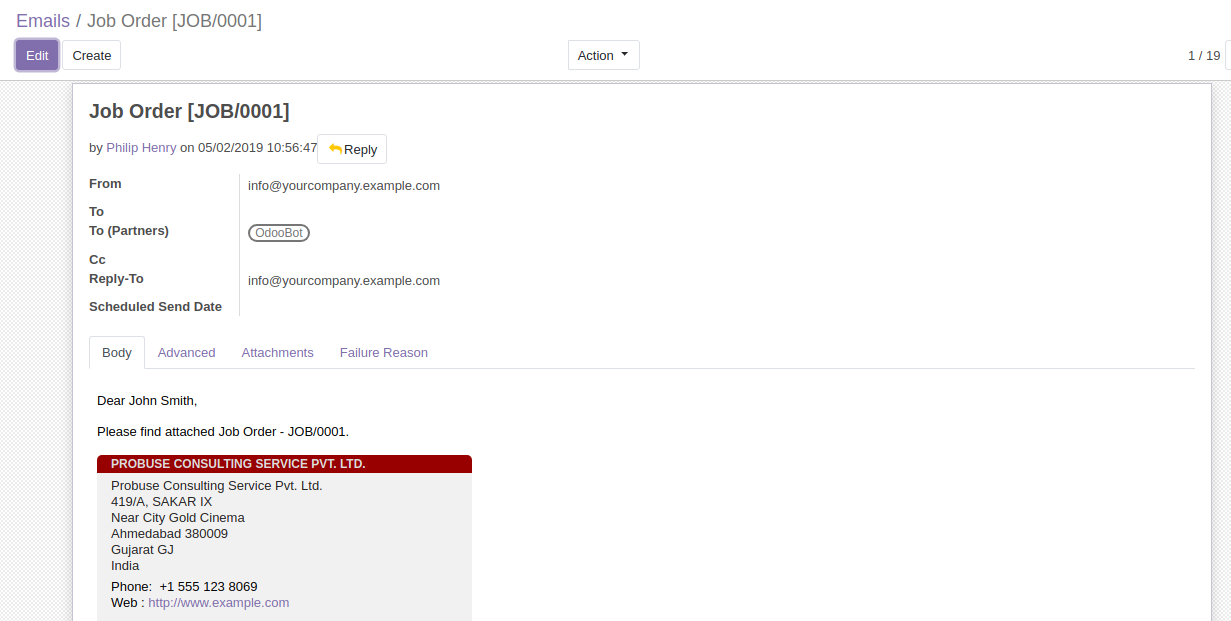 Emails / Job Order [JOB/0001]
Edit Create Action 1 / 19
Job Order [JOB/0001]
by Philip Henry on 05/02/2019 10:56:47 Reply
From info@yourcompany.example.com
To
To (Partners) OdooBot
Cc
Reply-To info@yourcompany.example.com
Scheduled Send Date
Body Advanced Attachments Failure Reason
Dear John Smith,
Please find attached Job Order - JOB/0001.
PROBUSE CONSULTING SERVICE PVT. LTD.
Probuse Consulting Service Pvt. Ltd.
419/A, SAKAR IX
Near City Gold Cinema
Ahmedabad 380009
Gujarat GJ
India
Phone: +1 555 123 8069
Web : http://www.example.com